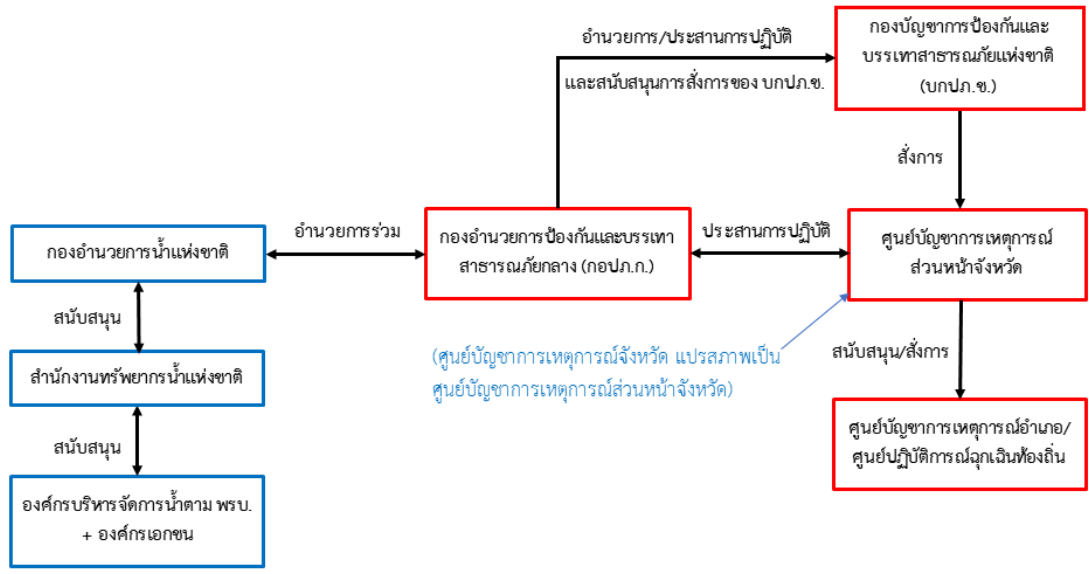 อำนวยการ/ประสานการปฏิบัติ
และสนับสนุนการสั่งการของ บกปภ.ช.
กองบัญชาการป้องกันและ
บรรเทาสาธารณภัยแห่งชาติ
(บกปภ.ช.)
สั่งการ
กองอำนวยการน้ำแห่งชาติ
อำนวยการร่วม
กองอำนวยการป้องกันและบรรเทา
สาธารณภัยกลาง (กอปภ.ก.)
ประสานการปฏิบัติ
ศูนย์บัญชาการเหตุการณ์
ส่วนหน้าจังหวัด
สนับสนุน
(ศูนย์บัญชาการเหตุการณ์จังหวัด แปรสภาพเป็น
ศูนย์บัญชาการเหตุการณ์ส่วนหน้าจังหวัด)
สนับสนุน/สั่งการ
สำนักงานทรัพยากรน้ำแห่งชาติ
สนับสนุน
ศูนย์บัญชาการเหตุการณ์อำเภอ/
ศูนย์ปฏิบัติการฉุกเฉินท้องถิ่น
องค์กรบริหารจัดการน้ำตาม พรบ.
+ องค์กรเอกชน